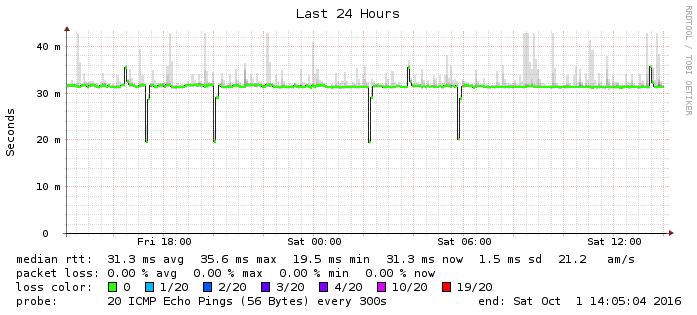 Last 24 Hours
RRDTOOL / TOBI OETIKER
Seconds
40 m
30 m
20 m
10 m
0
Fri 18:00 Sat 00:00 Sat 06:00 Sat 12:00
median rtt: 31.3 ms avg 35.6 ms max 19.5 ms min 31.3 ms now 1.5 ms sd 21.2 am/s
packet loss: 0.00 % avg 0.00 % max 0.00 % min 0.00 % now
loss color: 0 1/20 2/20 3/20 4/20 10/20 19/20
probe: 20 ICMP Echo Pings (56 Bytes) every 300s end: Sat Oct 1 14:05:04 2016